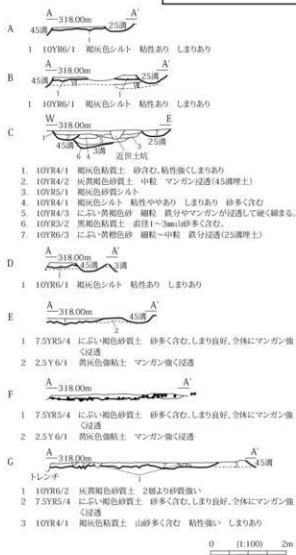 A A A'
45溝 318.00m 25溝
1
1 10YR6/1 褐灰色シルト 粘性あり しまりあり
B A A'
45溝 318.00m 25溝
1 1
1 10YR6/1 褐灰色シルト 粘性あり しまりあり
C W E
318.00m 25溝
1
45溝 3溝
6 4 近世土坑 3
1. 10YR4/1 褐灰色粘質土 砂含む、粘性強くしまりあり
2. 10YR4/2 灰黄褐色砂質土 中粒 マンガン浸透(45溝埋土)
3. 10YR5/1 褐灰色砂質シルト
4. 10YR4/1 褐灰色シルト 粘性ややあり しまりあり 砂多く含む
5. 10YR4/3 にぶい黄褐色砂 細粒 鉄分やマンガンが浸透して硬く締まる。
6. 10YR3/2 黒褐色粘質土 直径1~3mm山砂多く含む。
7. 10YR6/3 にぶい黄橙色砂 細粒~中粒 鉄分浸透(25溝埋土)
D A A'
318.00m
45溝 3溝
1
1 10YR6/1 褐灰色シルト 粘性あり しまりあり
E A A'
318.00m 45溝
2
1 7.5YR5/4 にぶい褐色砂質土 砂多く含む、しまり良好、全体にマンガン強
く浸透
2 2.5Y6/1 黄灰色強粘土 マンガン強く浸透
F A A'
318.00m
1 7.5YR5/4 にぶい褐色砂質土 砂多く含む、しまり良好、全体にマンガン強
く浸透
2 2.5Y6/1 黄灰色強粘土 マンガン強く浸透
G A A'
318.00m 45溝
トレンチ 1
1 10YR6/2 灰黄褐色砂質土 2層より砂質強い
2 7.5YR5/4 にぶい褐色砂質土 砂多く含む、しまり良好、全体にマンガン強
く浸透
3 10YR4/1 褐灰色粘質土 山砂多く含む 粘性強い しまりあり
0 (1:100) 2m